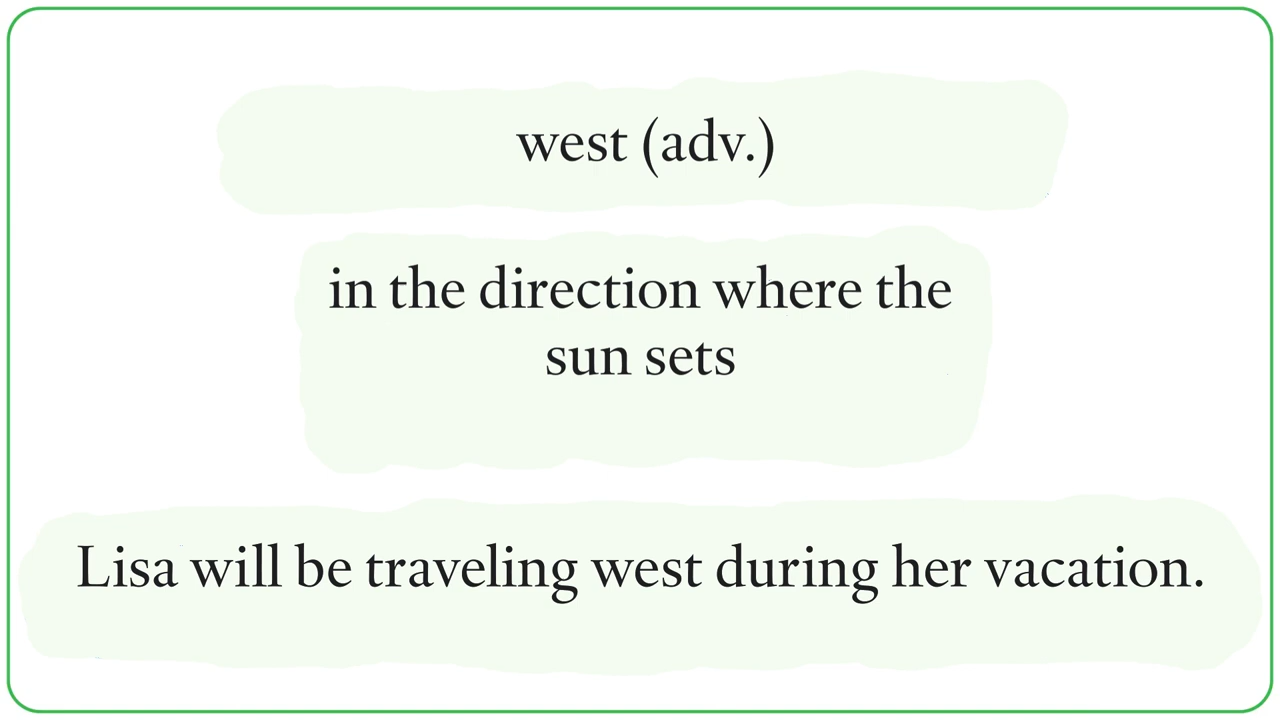 west (adv.)
in the direction where the
sun sets
Lisa will be traveling west during her vacation.